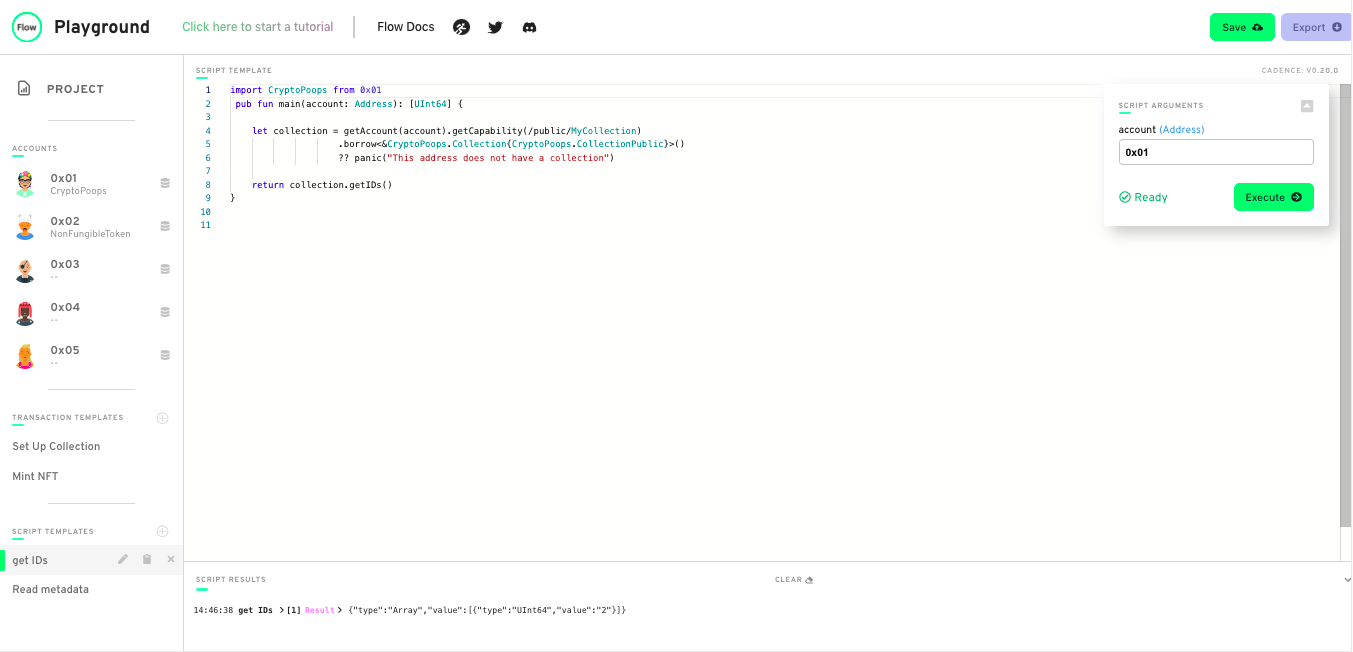 Flow Playground Click here to start a tutorial Flow Docs Save Export
PROJECT
ACCOUNTS
0x01
CryptoPoops
0x02
NonFungibleToken
0x03
--
0x04
--
0x05
--
TRANSACTION TEMPLATES
Set Up Collection
Mint NFT
SCRIPT TEMPLATES
get IDs
Read metadata
SCRIPT TEMPLATE CADENCE: V0.20.0
1 import CryptoPoops from 0x01
2 pub fun main(account: Address): [UInt64] {
3
4 let collection = getAccount(account).getCapability(/public/MyCollection)
5 .borrow<&CryptoPoops.Collection{CryptoPoops.CollectionPublic}>()
6 ?? panic("This address does not have a collection")
7
8 return collection.getIDs()
9 }
10
11
SCRIPT ARGUMENTS
account (Address)
0x01
Ready Execute
SCRIPT RESULTS CLEAR
14:46:38 get IDs > [1] Result > {"type":"Array","value":[{"type":"UInt64","value":"2"}]}